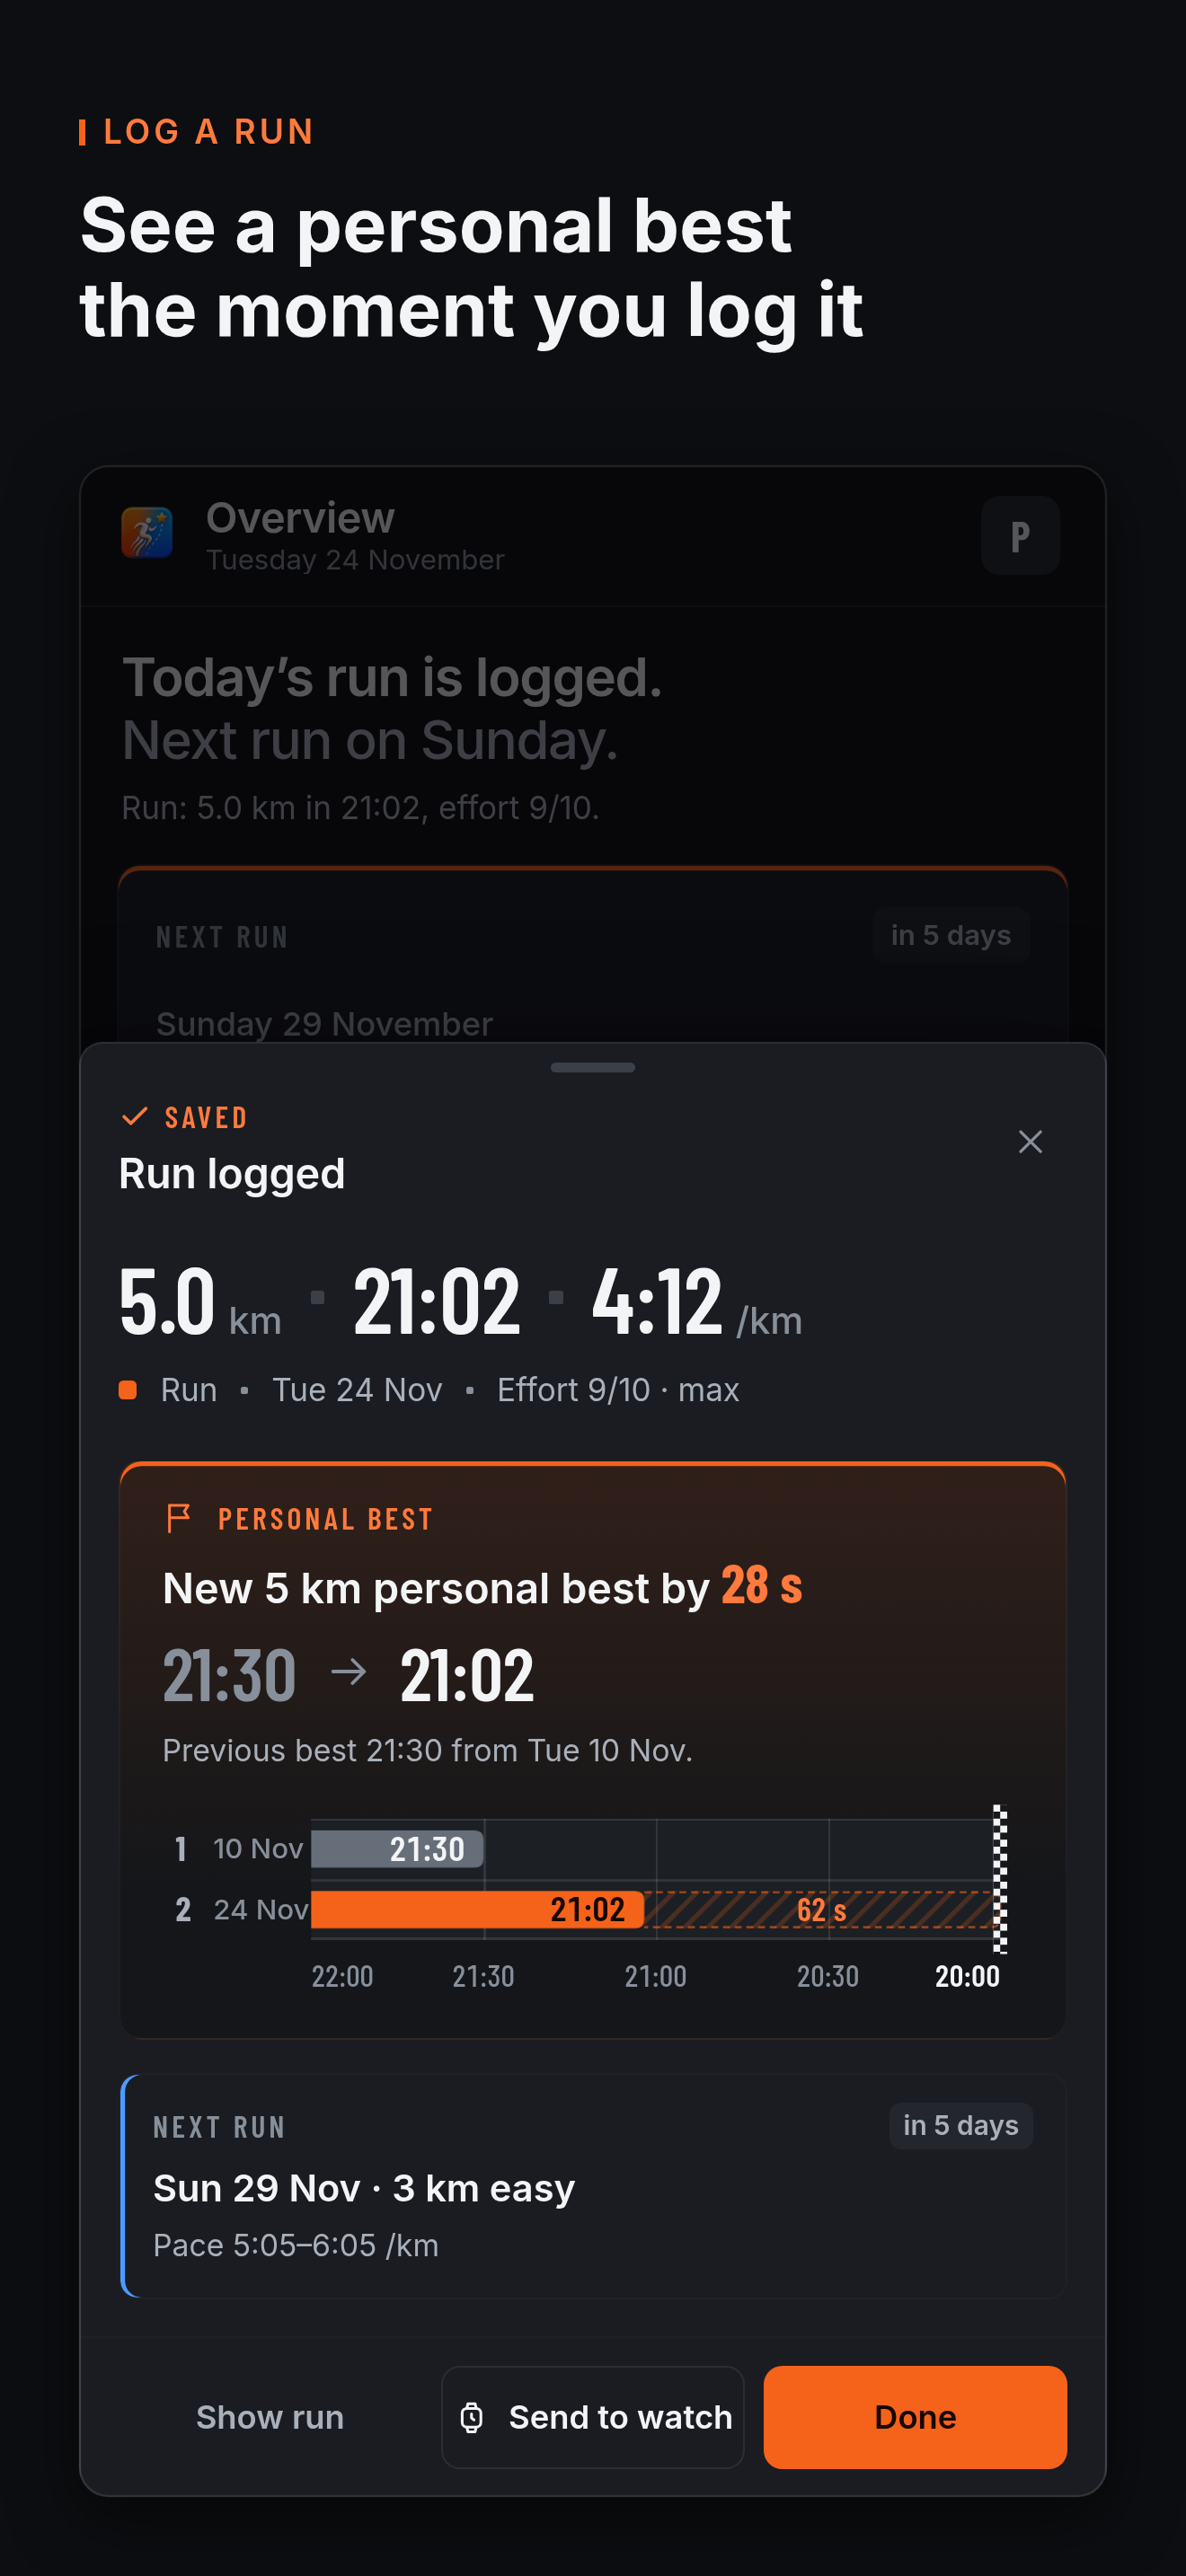 LOG A RUN
See a personal best
the moment you log it
Overview
Tuesday 24 November
P
Today’s run is logged.
Next run on Sunday.
Run: 5.0 km in 21:02, effort 9/10.
NEXT RUN
in 5 days
Sunday 29 November
SAVED
Run logged
5.0 km 21:02 4:12 /km
Run • Tue 24 Nov • Effort 9/10 · max
PERSONAL BEST
New 5 km personal best by 28 s
21:30 → 21:02
Previous best 21:30 from Tue 10 Nov.
1 10 Nov 21:30
2 24 Nov 21:02 62 s
22:00 21:30 21:00 20:30 20:00
NEXT RUN
in 5 days
Sun 29 Nov · 3 km easy
Pace 5:05–6:05 /km
Show run
Send to watch
Done